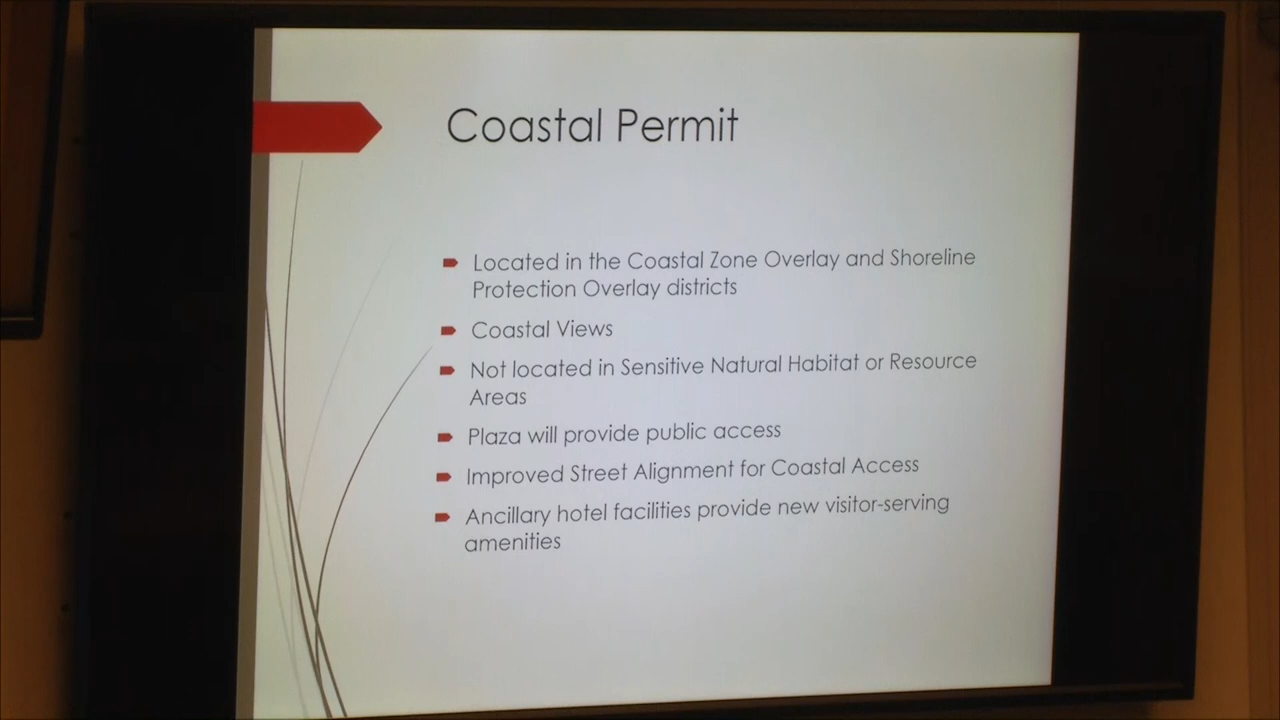 Coastal Permit
Located in the Coastal Zone Overlay and Shoreline
Protection Overlay districts
Coastal Views
Not located in Sensitive Natural Habitat or Resource
Areas
Plaza will provide public access
Improved Street Alignment for Coastal Access
Ancillary hotel facilities provide new visitor-serving
amenities